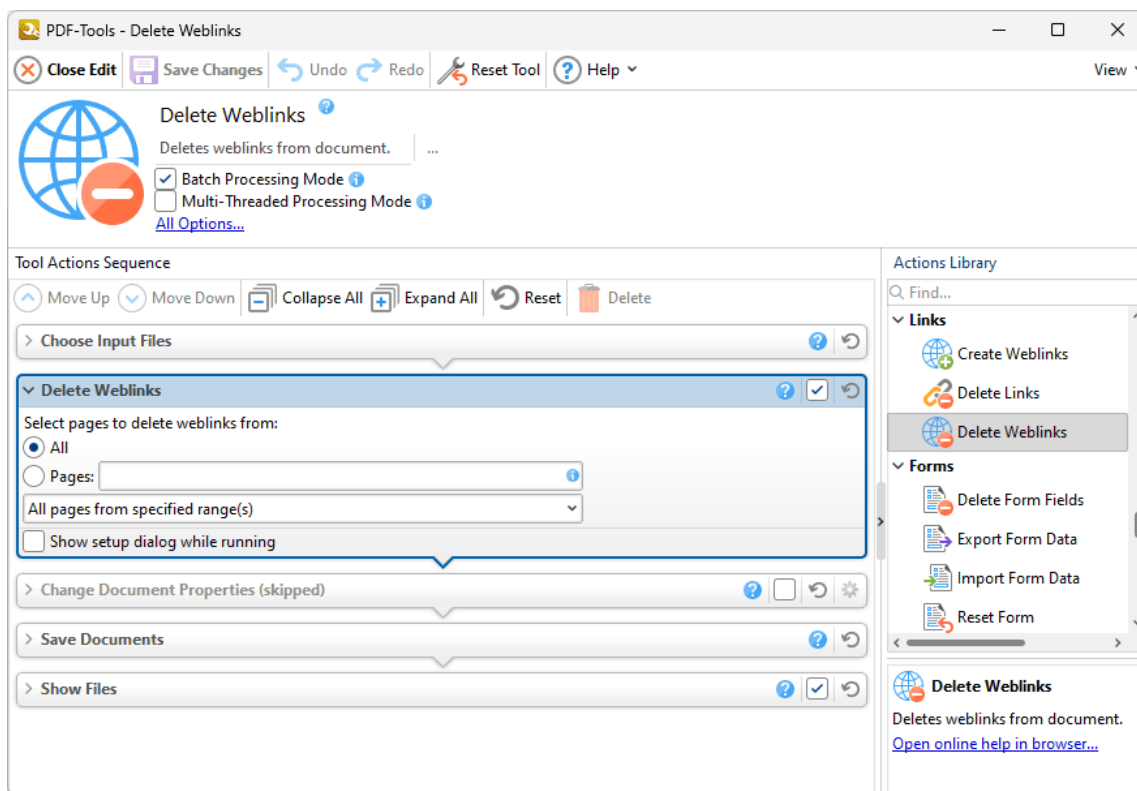 PDF-Tools - Delete Weblinks
Close Edit Save Changes Undo Redo Reset Tool ? Help View
Delete Weblinks ?
Deletes weblinks from document. ...
Batch Processing Mode i
Multi-Threaded Processing Mode i
All Options...
Tool Actions Sequence
Move Up Move Down Collapse All Expand All Reset Delete
Choose Input Files ?
Delete Weblinks ?
Select pages to delete weblinks from:
All
Pages: i
All pages from specified range(s)
Show setup dialog while running
Change Document Properties (skipped) ?
Save Documents ?
Show Files ?
Actions Library
Find...
Links
Create Weblinks
Delete Links
Delete Weblinks
Forms
Delete Form Fields
Export Form Data
Import Form Data
Reset Form
Delete Weblinks
Deletes weblinks from document.
Open online help in browser...